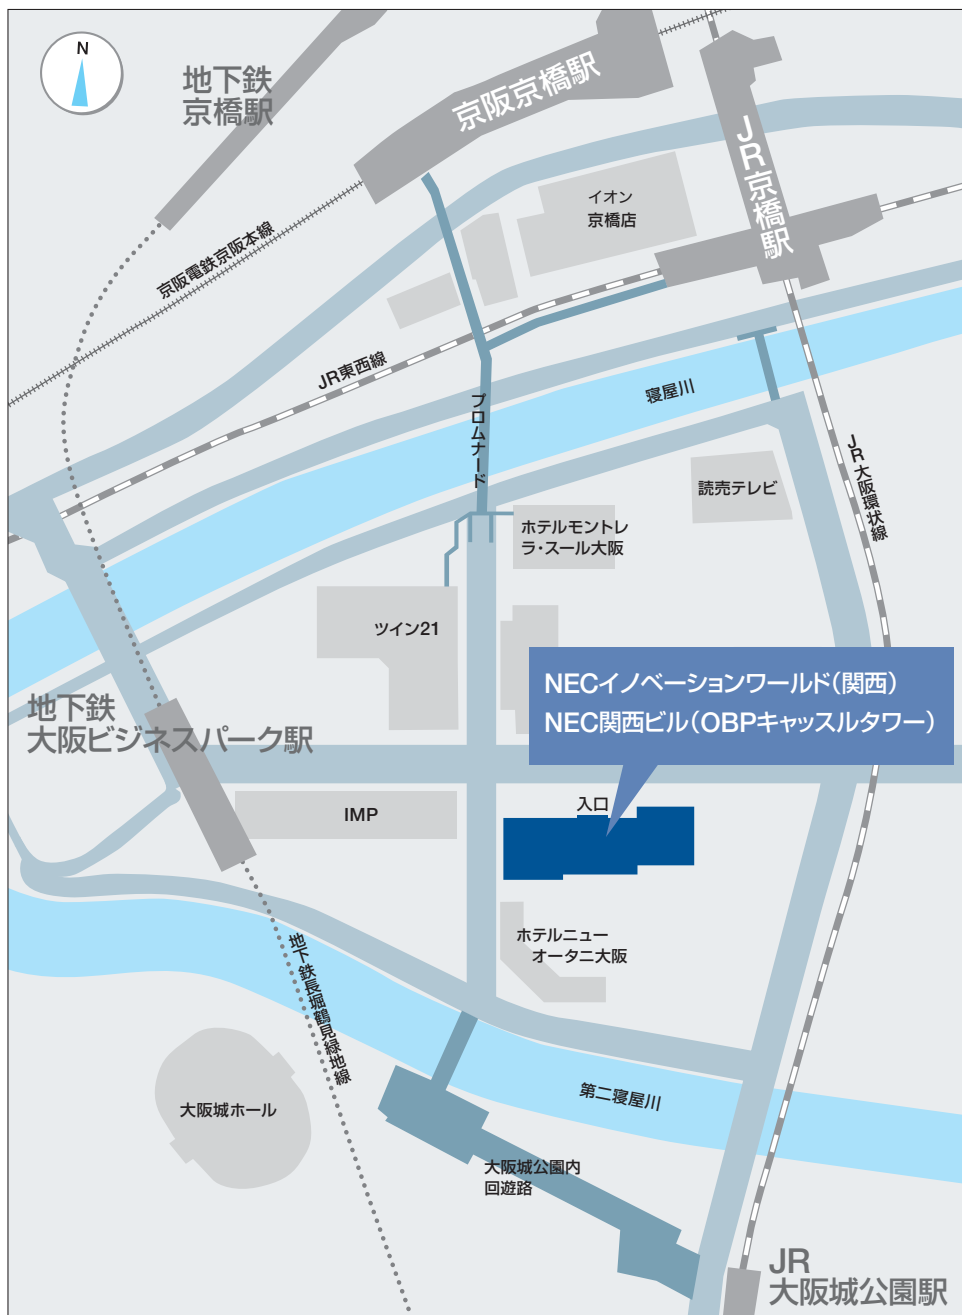 N
地下鉄
京橋駅
京阪京橋駅
JR京橋駅
イオン
京橋店
京阪電鉄京阪本線
JR東西線
プロムナード
寝屋川
JR大阪環状線
読売テレビ
ホテルモントレ
ラ・スール大阪
ツイン21
NECイノベーションワールド(関西)
NEC関西ビル(OBPキャッスルタワー)
地下鉄
大阪ビジネスパーク駅
IMP
入口
ホテルニュー
オータニ大阪
地下鉄長堀鶴見緑地線
第二寝屋川
大阪城ホール
大阪城公園内
回遊路
JR
大阪城公園駅